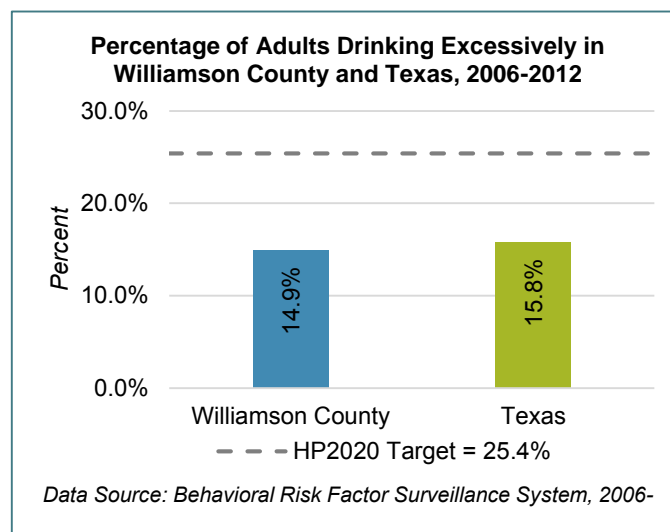 Percentage of Adults Drinking Excessively in
Williamson County and Texas, 2006-2012
30.0%
20.0%
10.0%
0.0%
Percent
14.9%
15.8%
Williamson County
Texas
HP2020 Target = 25.4%
Data Source: Behavioral Risk Factor Surveillance System, 2006-